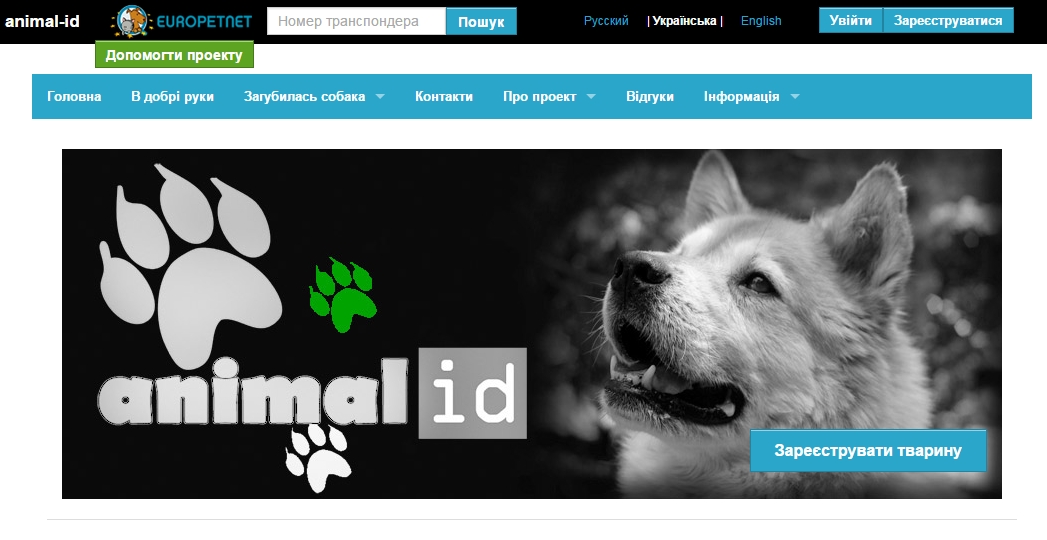 animal-id
EUROPETNET
Номер транспондера
Пошук
Русский
| Українська |
English
Увійти
Зареєструватися
Допомогти проекту
Головна
В добрі руки
Загубилась собака
Контакти
Про проект
Відгуки
Інформація
animal id
Зареєструвати тварину